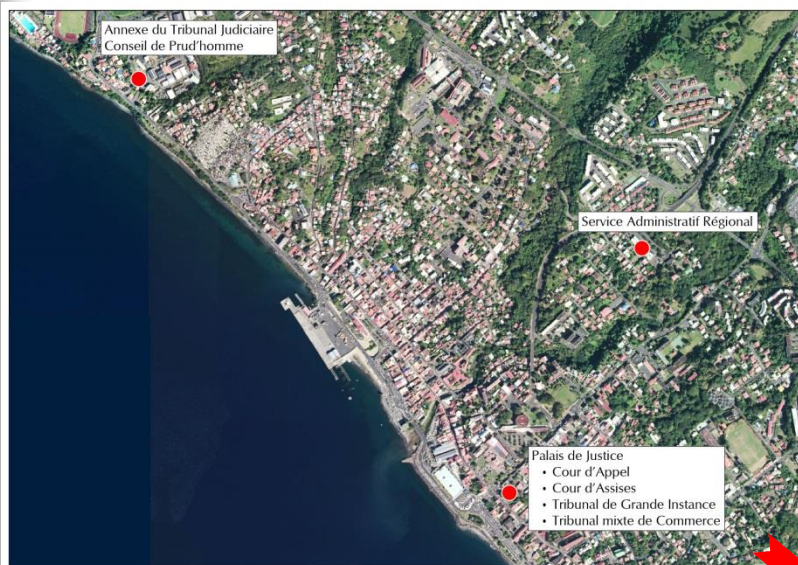 Annexe du Tribunal Judiciaire
Conseil de Prud'homme
Service Administratif Régional
Palais de Justice
• Cour d'Appel
• Cour d'Assises
• Tribunal de Grande Instance
• Tribunal mixte de Commerce